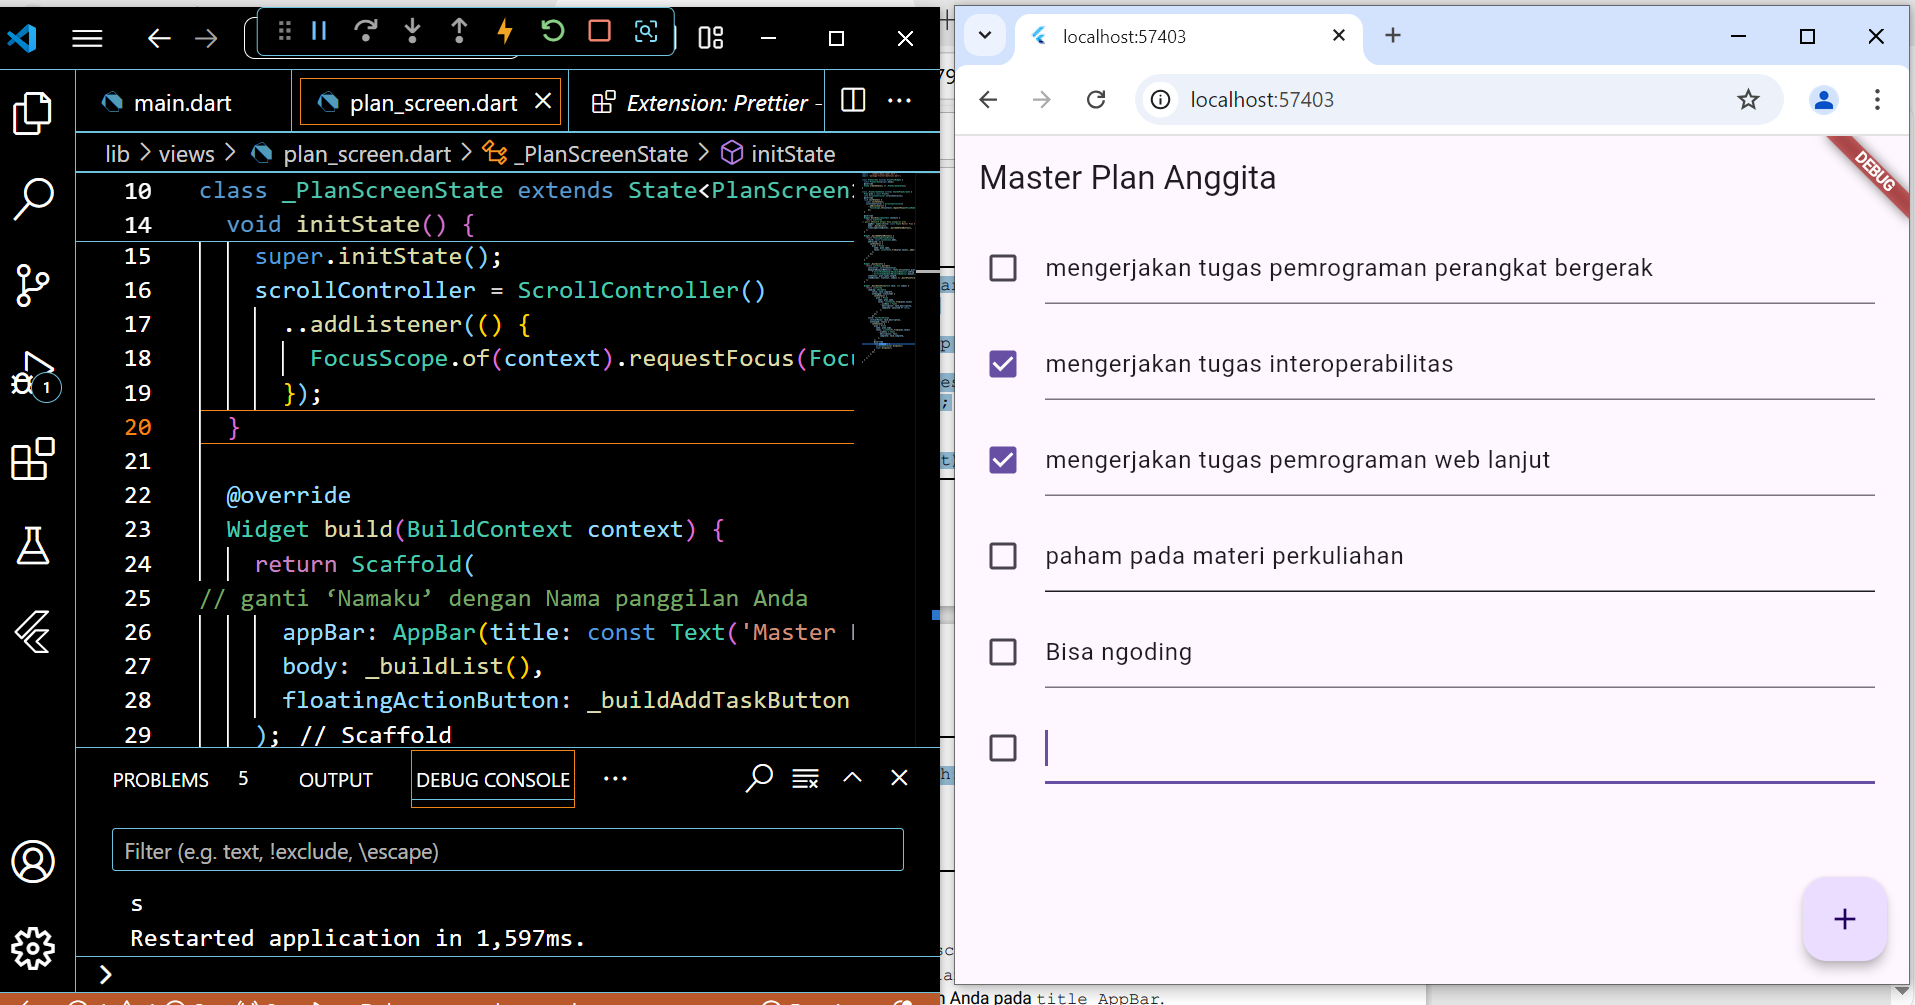 main.dart
plan_screen.dart
Extension: Prettier -
lib > views > plan_screen.dart > _PlanScreenState > initState
10 class _PlanScreenState extends State<PlanScreen>
14 void initState() {
15 super.initState();
16 scrollController = ScrollController()
17 ..addListener(() {
18 FocusScope.of(context).requestFocus(Focu
19 });
20 }
21
22 @override
23 Widget build(BuildContext context) {
24 return Scaffold(
25 // ganti ‘Namaku’ dengan Nama panggilan Anda
26 appBar: AppBar(title: const Text('Master
27 body: _buildList(),
28 floatingActionButton: _buildAddTaskButton
29 ); // Scaffold
PROBLEMS 5 OUTPUT DEBUG CONSOLE ...
Filter (e.g. text, !exclude, \escape)
s
Restarted application in 1,597ms.
1
localhost:57403
localhost:57403
DEBUG
Master Plan Anggita
mengerjakan tugas pemrograman perangkat bergerak
mengerjakan tugas interoperabilitas
mengerjakan tugas pemrograman web lanjut
paham pada materi perkuliahan
Bisa ngoding
Anda pada title AppBar.